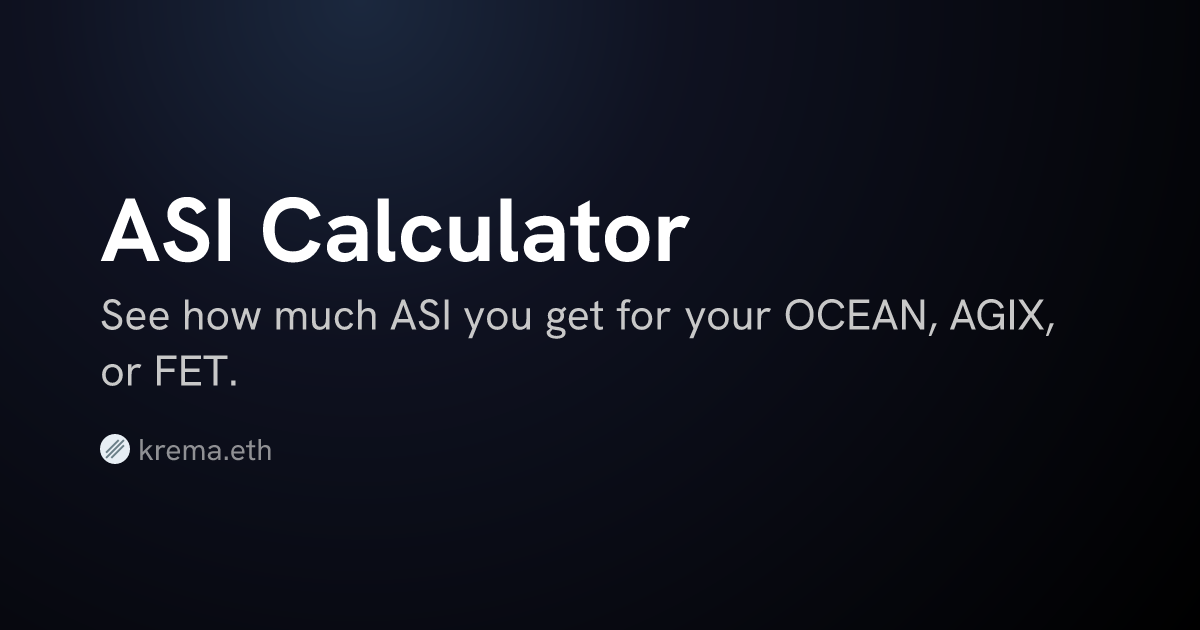 ASI Calculator
See how much ASI you get for your OCEAN, AGIX,
or FET.
krema.eth